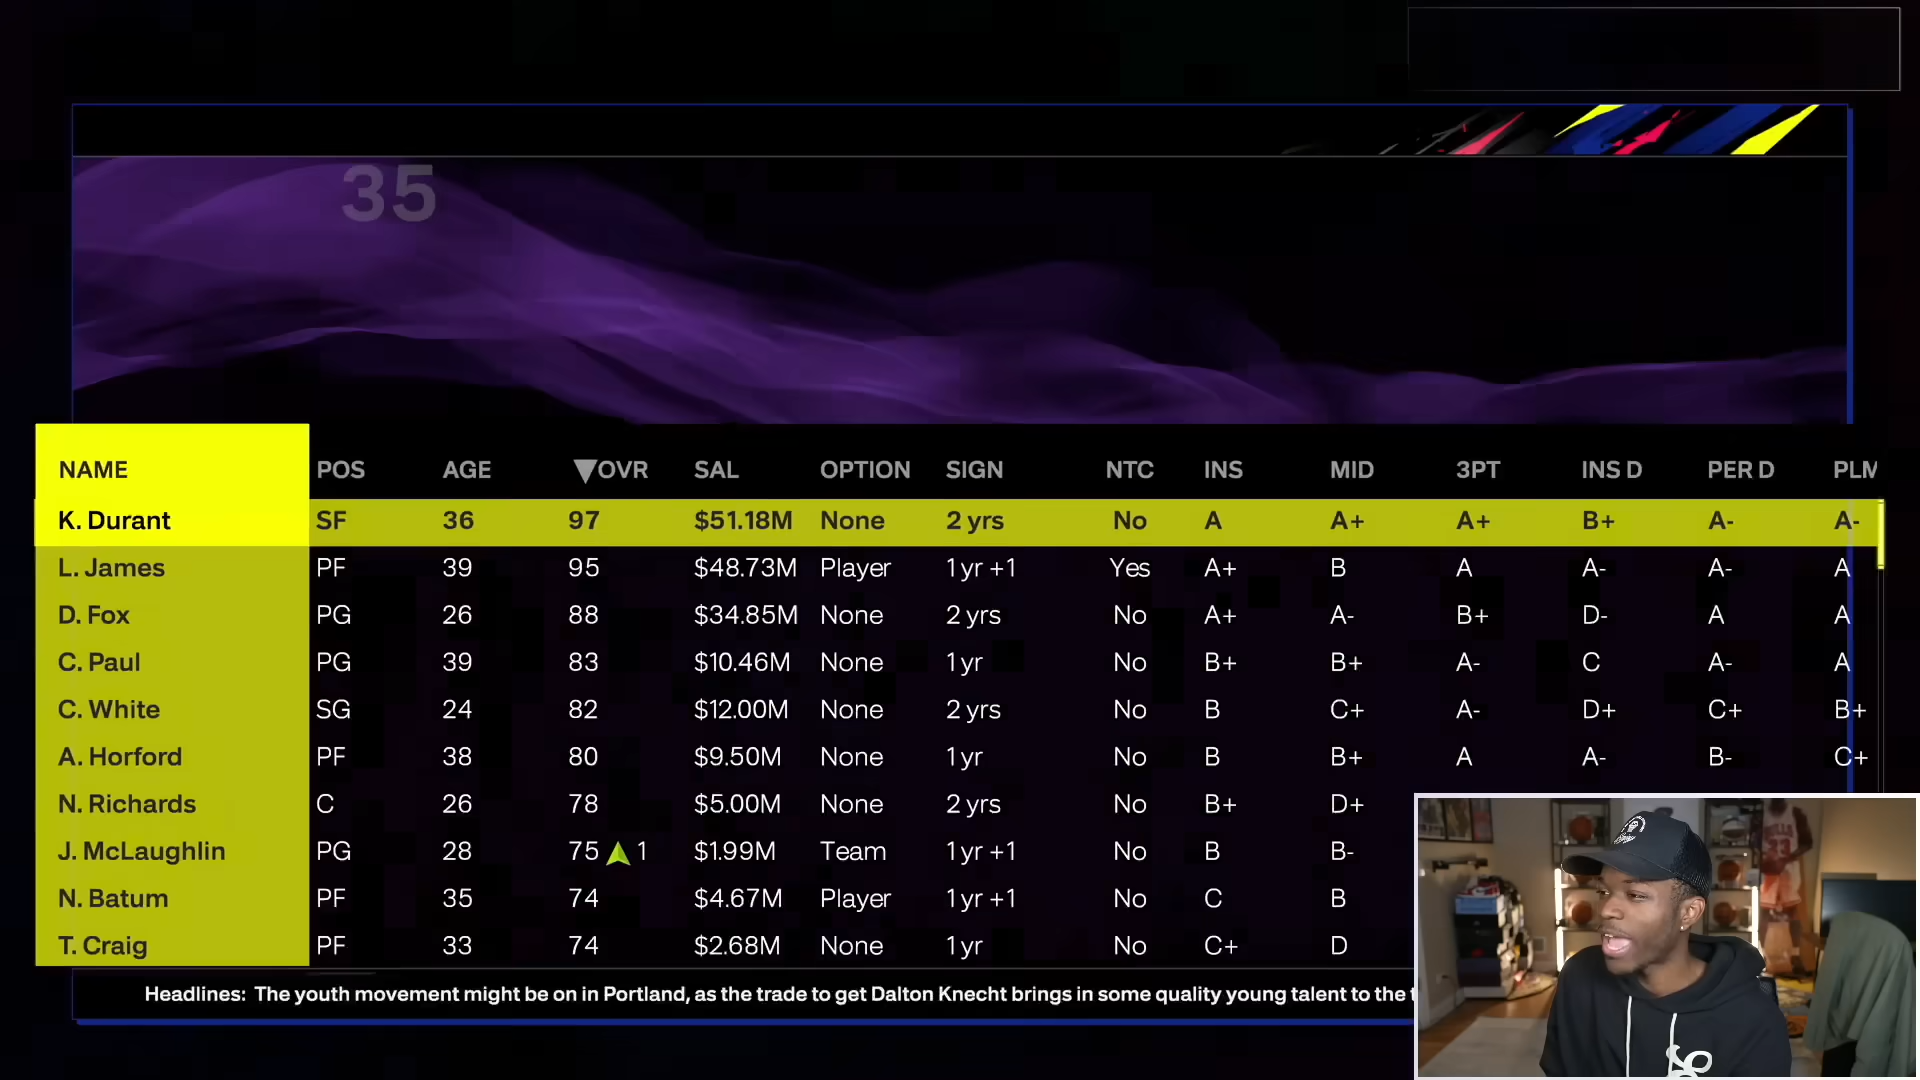 35
NAME POS AGE ▼OVR SAL OPTION SIGN NTC INS MID 3PT INS D PER D PLM
K. Durant SF 36 97 $51.18M None 2 yrs No A A+ A+ B+ A- A-
L. James PF 39 95 $48.73M Player 1 yr +1 Yes A+ B A A- A- A
D. Fox PG 26 88 $34.85M None 2 yrs No A+ A- B+ D- A A
C. Paul PG 39 83 $10.46M None 1 yr No B+ B+ A- C A- A
C. White SG 24 82 $12.00M None 2 yrs No B C+ A- D+ C+ B+
A. Horford PF 38 80 $9.50M None 1 yr No B B+ A A- B- C+
N. Richards C 26 78 $5.00M None 2 yrs No B+ D+
J. McLaughlin PG 28 75 ▲ 1 $1.99M Team 1 yr +1 No B B-
N. Batum PF 35 74 $4.67M Player 1 yr +1 No C B
T. Craig PF 33 74 $2.68M None 1 yr No C+ D
Headlines: The youth movement might be on in Portland, as the trade to get Dalton Knecht brings in some quality young talent to the